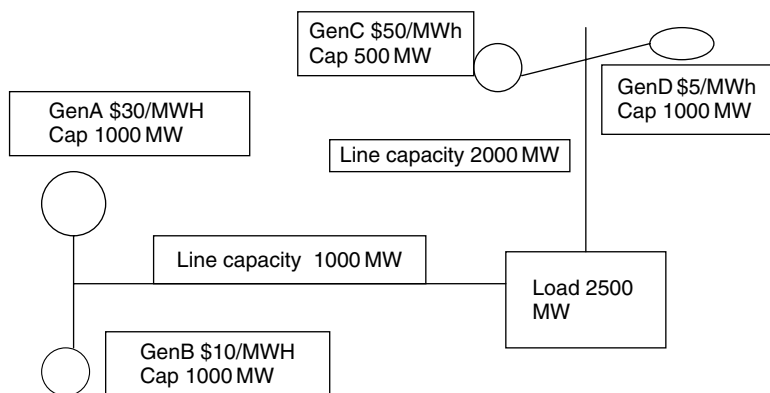 GenC $50/MWh
Cap 500 MW
GenD $5/MWh
Cap 1000 MW
GenA $30/MWH
Cap 1000 MW
Line capacity 2000 MW
Line capacity 1000 MW
Load 2500
MW
GenB $10/MWH
Cap 1000 MW